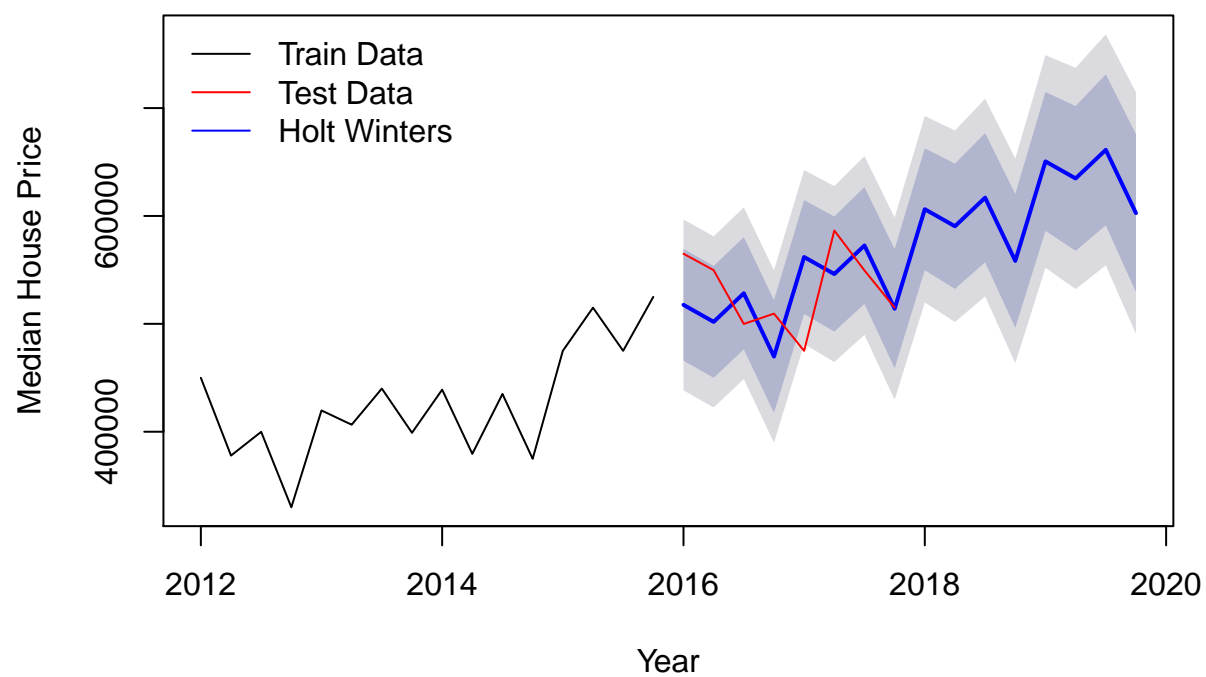 Train Data
Test Data
Holt Winters
Median House Price
600000
400000
2012 2014 2016 2018 2020
Year